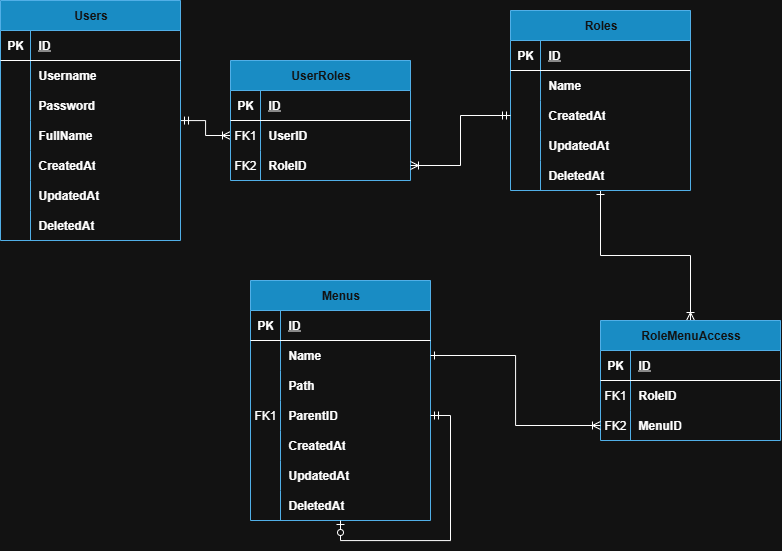 Users
PK ID
Username
Password
FullName
CreatedAt
UpdatedAt
DeletedAt
UserRoles
PK ID
FK1 UserID
FK2 RoleID
Roles
PK ID
Name
CreatedAt
UpdatedAt
DeletedAt
Menus
PK ID
Name
Path
FK1 ParentID
CreatedAt
UpdatedAt
DeletedAt
RoleMenuAccess
PK ID
FK1 RoleID
FK2 MenuID